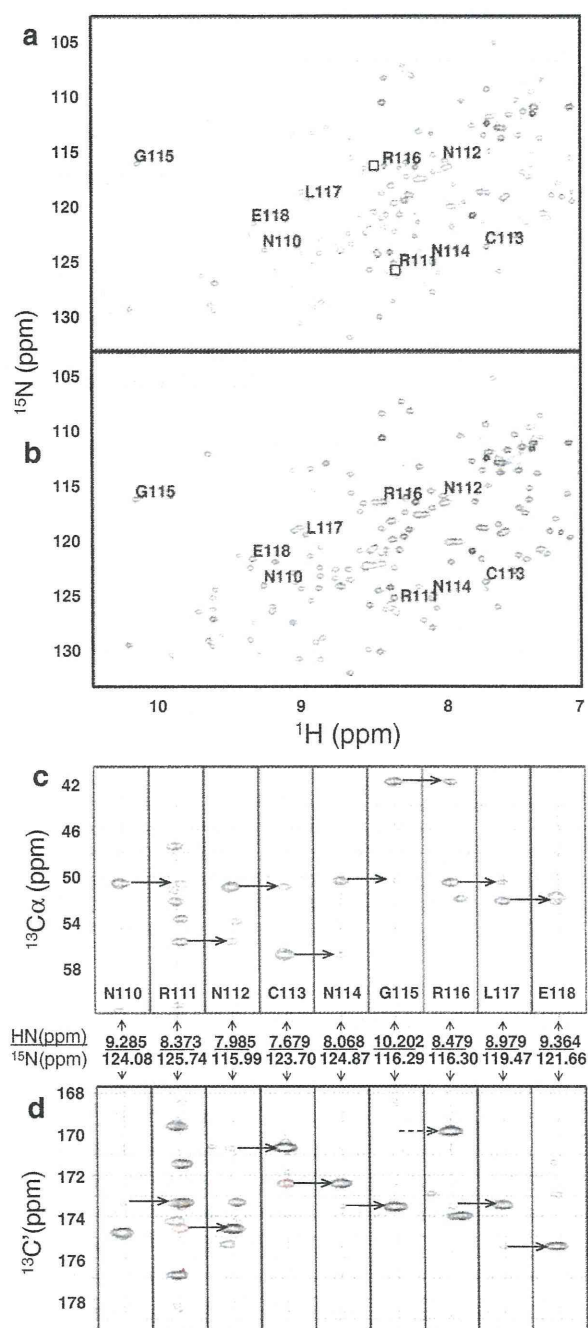 a
105
110
115
120
125
130
G115
R116
N112
L117
E118
N110
C113
N114
R111
15N (ppm)
b
105
110
115
120
125
130
G115
R116
N112
L117
E118
N110
C113
N114
R111
10 9 8 7
1H (ppm)
c
42
46
50
54
58
13Cα (ppm)
N110 R111 N112 C113 N114 G115 R116 L117 E118
HN(ppm) 9.285 8.373 7.985 7.679 8.068 10.202 8.479 8.979 9.364
15N(ppm) 124.08 125.74 115.99 123.70 124.87 116.29 116.30 119.47 121.66
d
168
170
172
174
176
178
13C'(ppm)